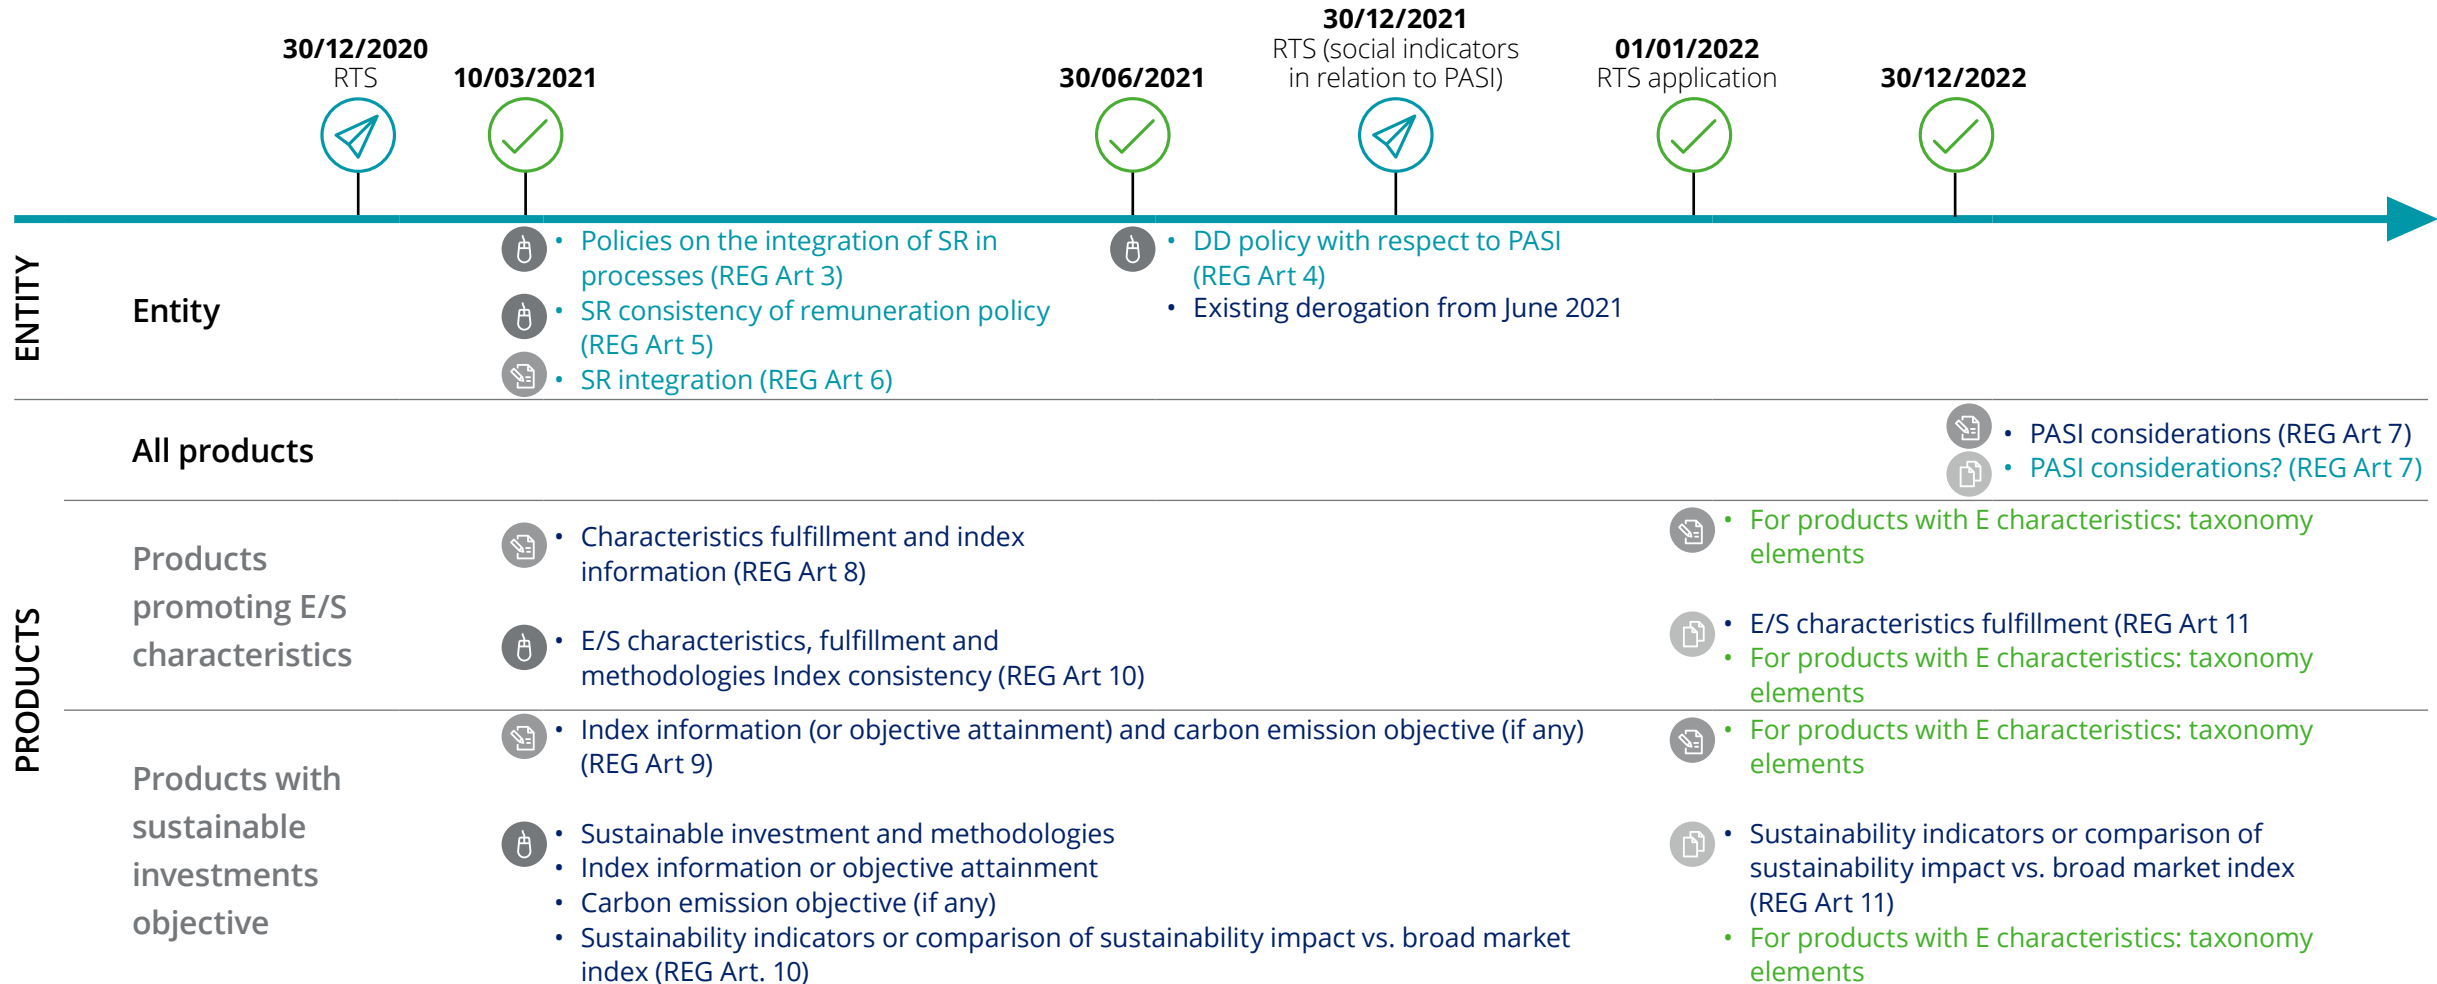 30/12/2020
RTS
10/03/2021
30/06/2021
30/12/2021
RTS (social indicators
in relation to PASI)
01/01/2022
RTS application
30/12/2022
ENTITY
Entity
• Policies on the integration of SR in
processes (REG Art 3)
• SR consistency of remuneration policy
(REG Art 5)
• SR integration (REG Art 6)
• DD policy with respect to PASI
(REG Art 4)
• Existing derogation from June 2021
PRODUCTS
All products
• PASI considerations (REG Art 7)
• PASI considerations? (REG Art 7)
Products
promoting E/S
characteristics
• Characteristics fulfillment and index
information (REG Art 8)
• E/S characteristics, fulfillment and
methodologies Index consistency (REG Art 10)
• For products with E characteristics: taxonomy
elements
• E/S characteristics fulfillment (REG Art 11
• For products with E characteristics: taxonomy
elements
Products with
sustainable
investments
objective
• Index information (or objective attainment) and carbon emission objective (if any)
(REG Art 9)
• Sustainable investment and methodologies
• Index information or objective attainment
• Carbon emission objective (if any)
• Sustainability indicators or comparison of sustainability impact vs. broad market
index (REG Art. 10)
• For products with E characteristics: taxonomy
elements
• Sustainability indicators or comparison of
sustainability impact vs. broad market index
(REG Art 11)
• For products with E characteristics: taxonomy
elements